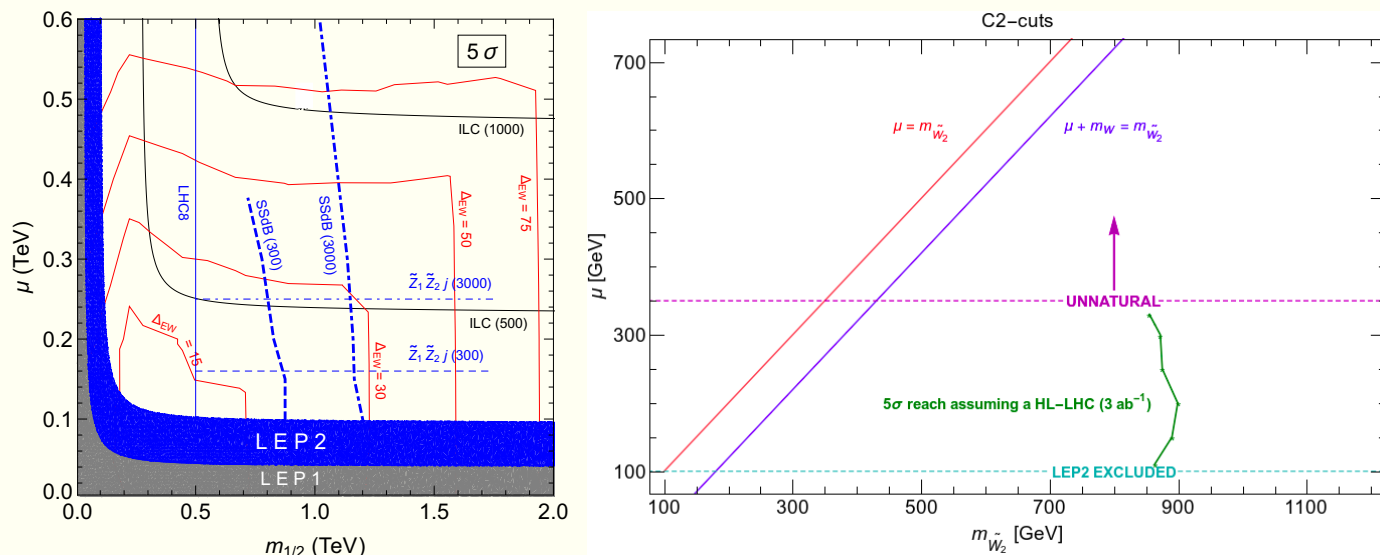 0.6
0.5
0.4
0.3
0.2
0.1
0.0
μ (TeV)
5 σ
ILC (1000)
LHC8
SSdB (300)
SSdB (3000)
Δ_EW = 50
Δ_EW = 75
Z̃₁ Z̃₂ j (3000)
ILC (500)
Z̃₁ Z̃₂ j (300)
Δ_EW = 15
Δ_EW = 30
L E P 2
L E P 1
0.0 0.5 1.0 1.5 2.0
m₁/₂ (TeV)
C2−cuts
700
500
300
100
μ [GeV]
μ = m_W̃₂
μ + m_W = m_W̃₂
UNNATURAL
5σ reach assuming a HL−LHC (3 ab⁻¹)
LEP2 EXCLUDED
100 300 500 700 900 1100
m_W̃₂ [GeV]